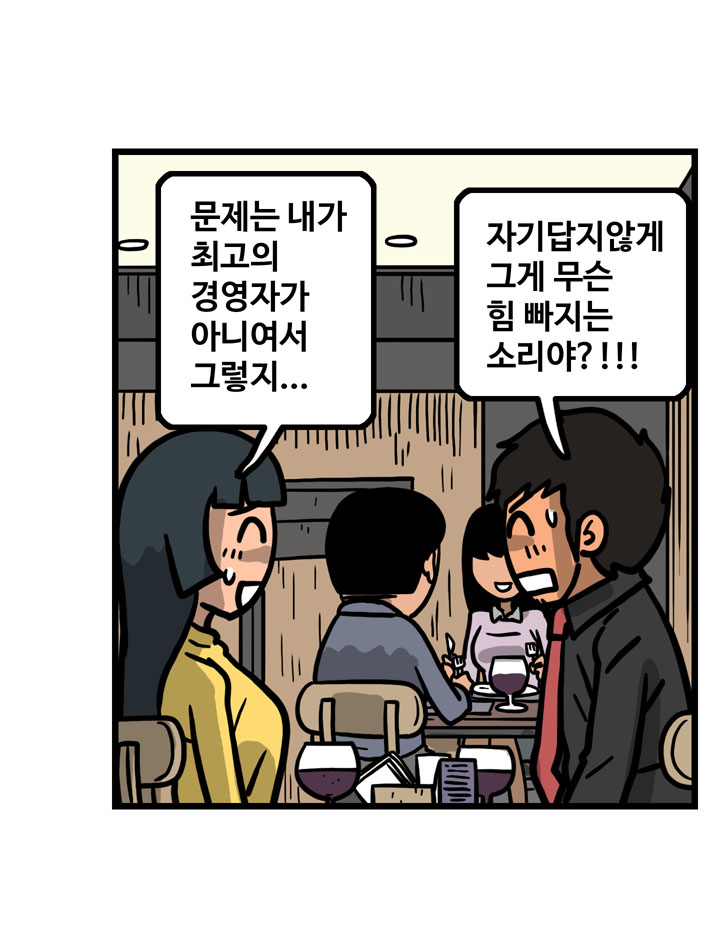 문제는 내가
최고의
경영자가
아니여서
그렇지...
자기답지않게
그게 무슨
힘 빠지는
소리야? ! ! !